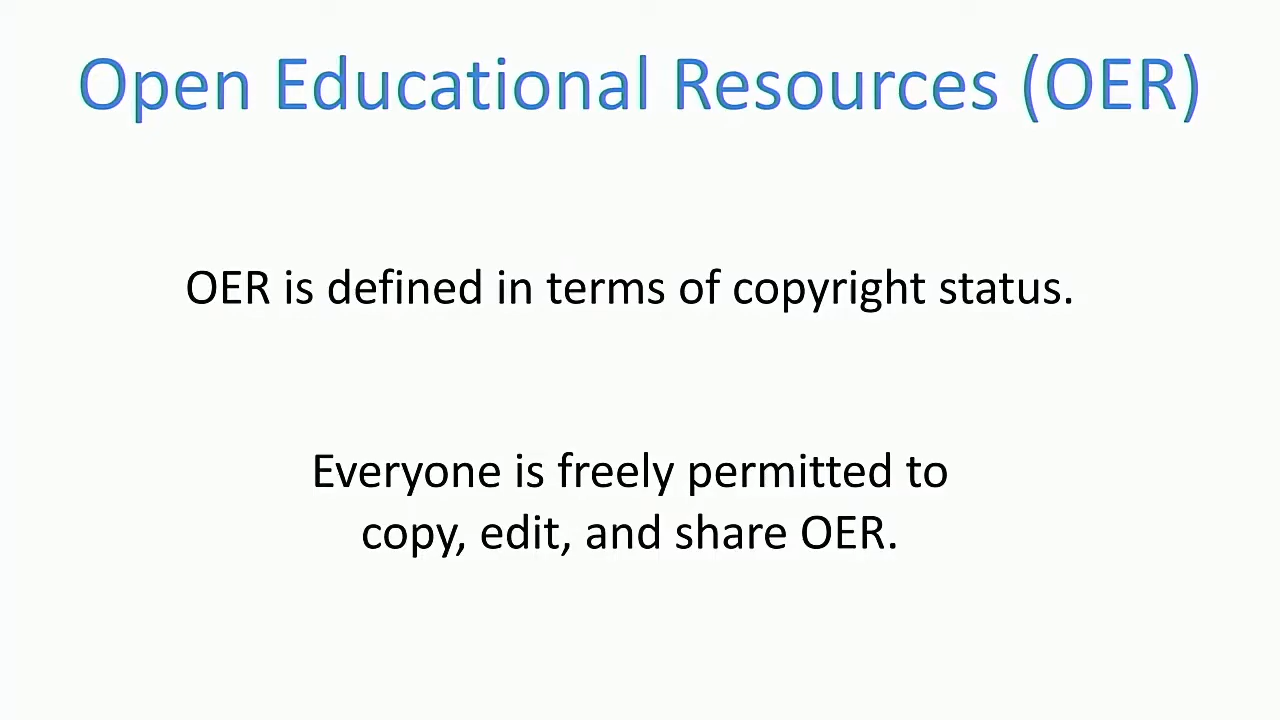 Open Educational Resources (OER)
OER is defined in terms of copyright status.
Everyone is freely permitted to
copy, edit, and share OER.